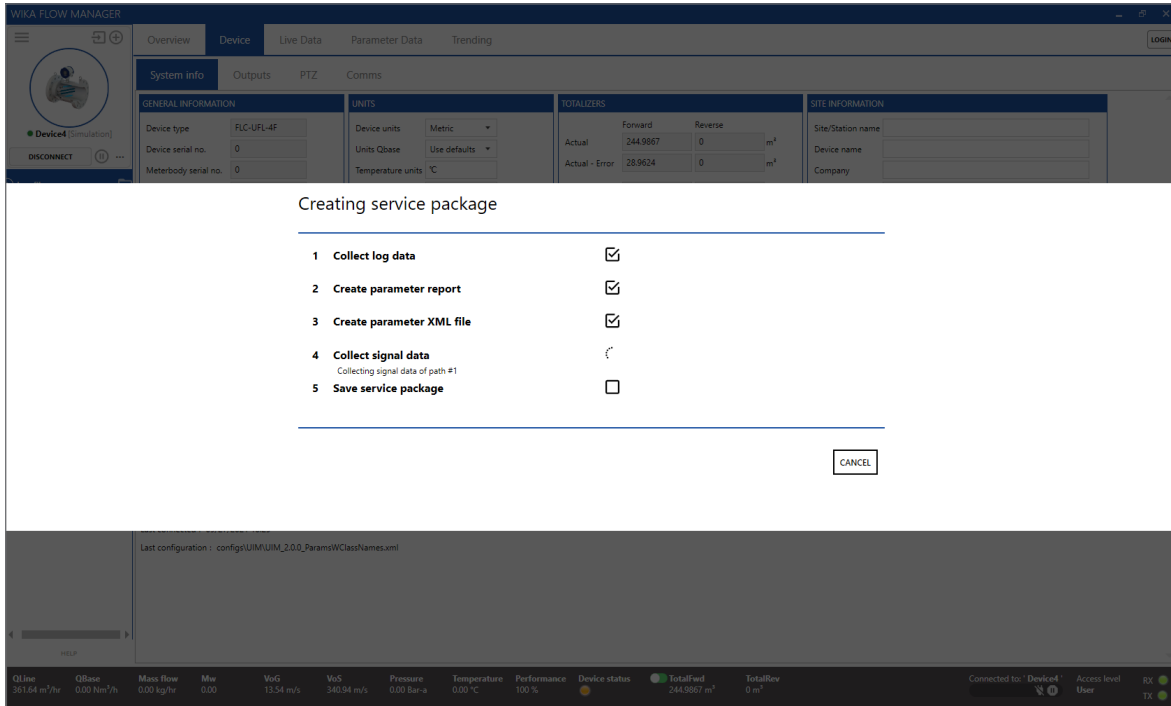 WIKA FLOW MANAGER
Overview Device Live Data Parameter Data Trending
LOGIN
System info Outputs PTZ Comms
GENERAL INFORMATION UNITS TOTALIZERS SITE INFORMATION
Forward Reverse
Device type FLC-UFL-4F Device units Metric Site/Station name
Actual 244.9867 0 m³
Device4 [Simulation]
Device serial no. 0 Units Qbase Use defaults Device name
DISCONNECT
Actual - Error 28.9624 0 m³
Meterbody serial no. 0 Temperature units °C Company
Creating service package
1 Collect log data
2 Create parameter report
3 Create parameter XML file
4 Collect signal data
Collecting signal data of path #1
5 Save service package
CANCEL
Last configuration : configs\UIM\UIM_2.0.0_ParamsWClassNames.xml
HELP
QLine QBase Mass flow Mw VoG VoS Pressure Temperature Performance Device status TotalFwd TotalRev Connected to: ' Device4 ' Access level RX
361.64 m³/hr 0.00 Nm³/h 0.00 kg/hr 0.00 13.54 m/s 340.94 m/s 0.00 Bar-a 0.00 °C 100 % 244.9867 m³ 0 m³ User TX